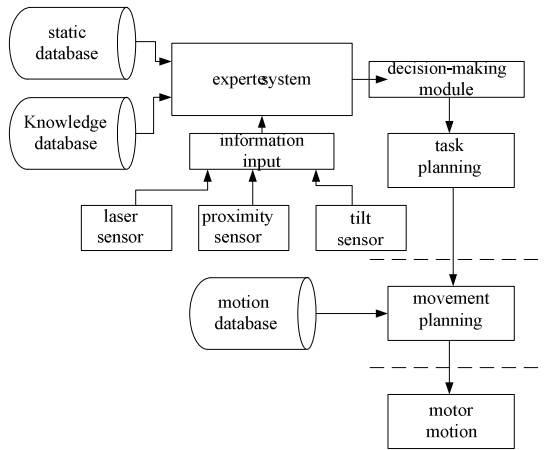 static
database
experte system
decision-making
module
Knowledge
database
information
input
task
planning
laser
sensor
proximity
sensor
tilt
sensor
motion
database
movement
planning
motor
motion